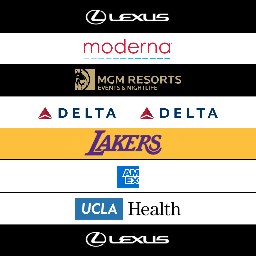 LEXUS
moderna
MGM RESORTS
EVENTS & NIGHTLIFE
DELTA DELTA
LAKERS
AM
EX
UCLA Health
LEXUS